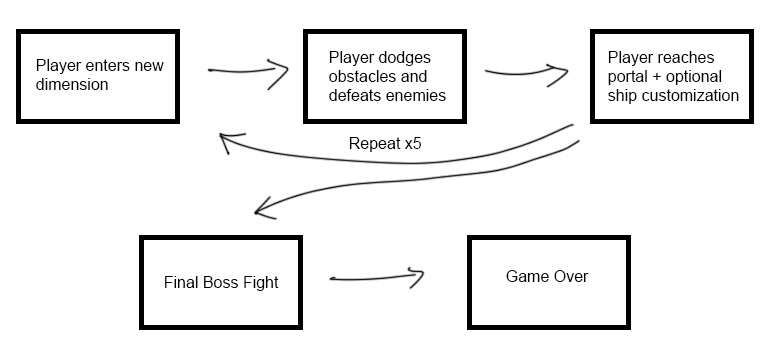 Player enters new
dimension
Player dodges
obstacles and
defeats enemies
Player reaches
portal + optional
ship customization
Repeat x5
Final Boss Fight
Game Over